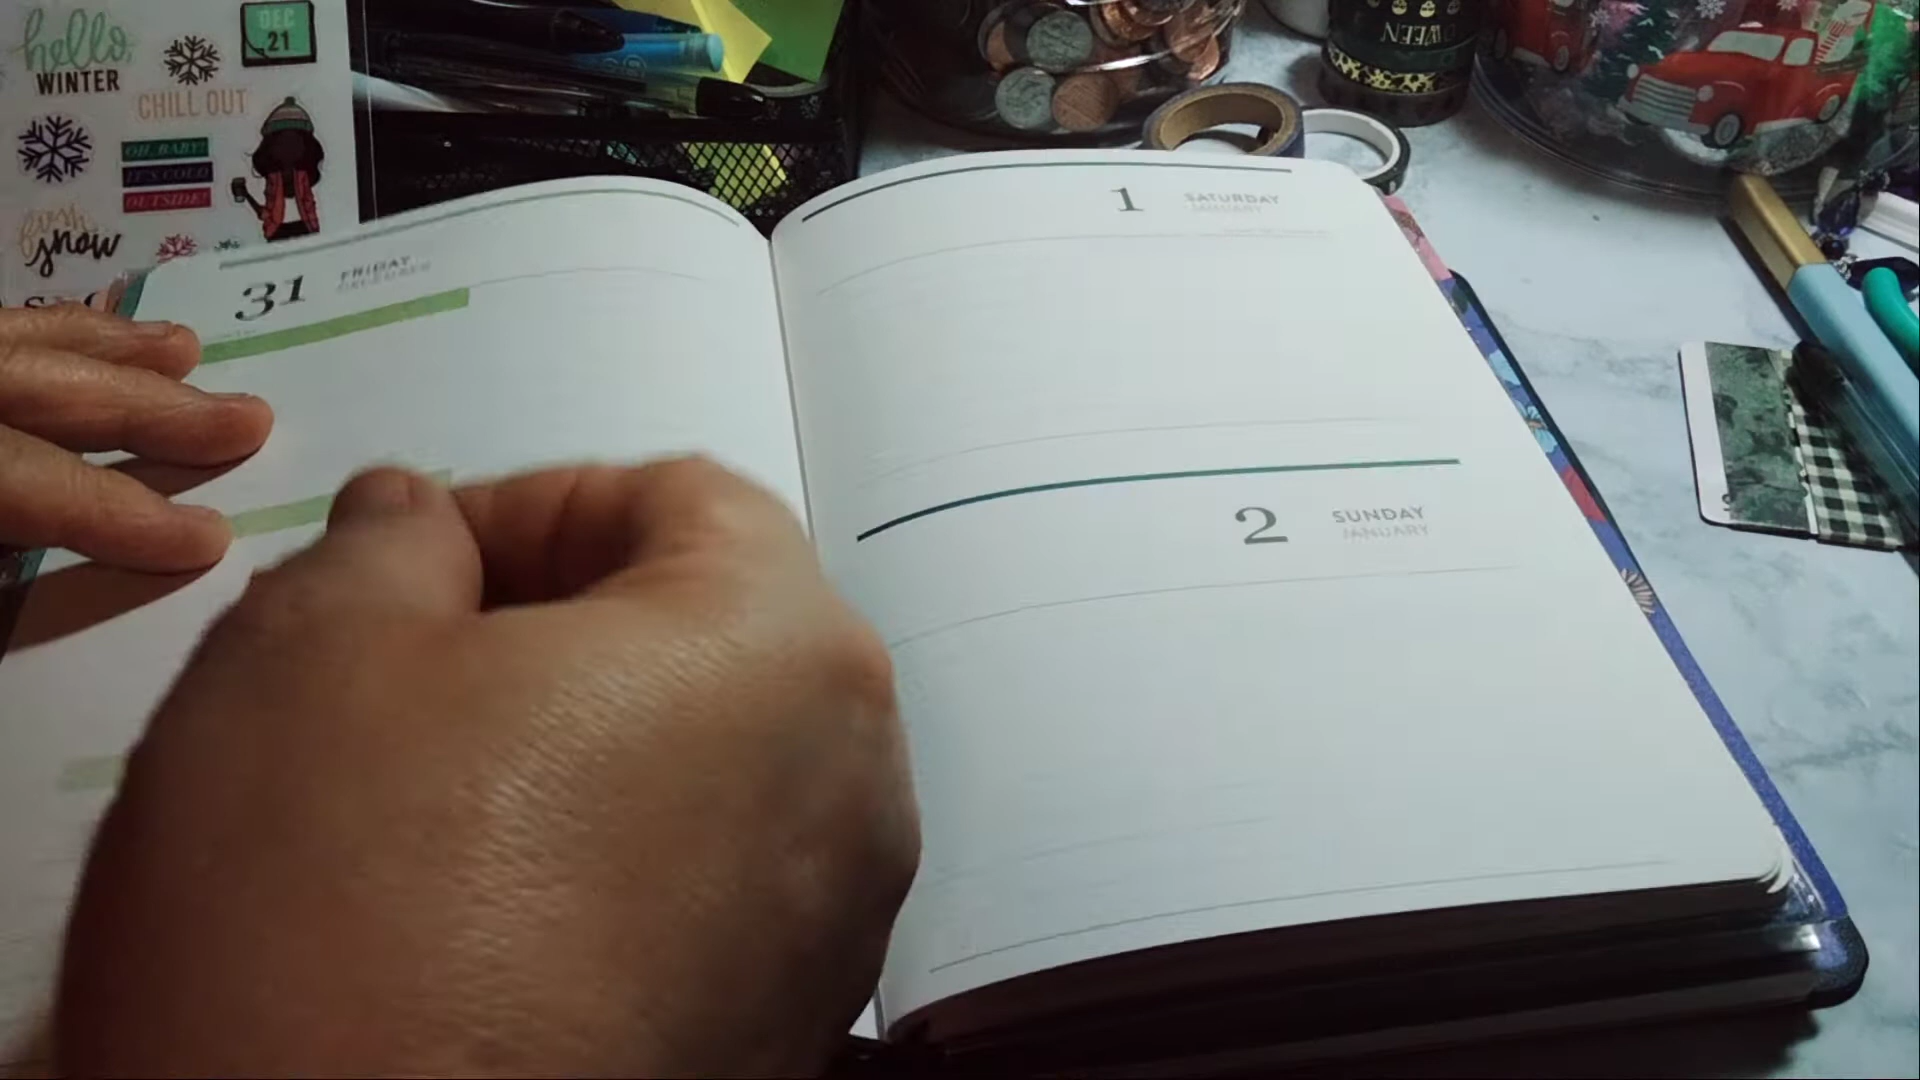 hello,
WINTER
DEC
21
CHILL OUT
OH, BABY!
IT'S COLD
OUTSIDE!
fresh
snow
WEEN
31
FRIDAY
DECEMBER
1
SATURDAY
JANUARY
2
SUNDAY
JANUARY